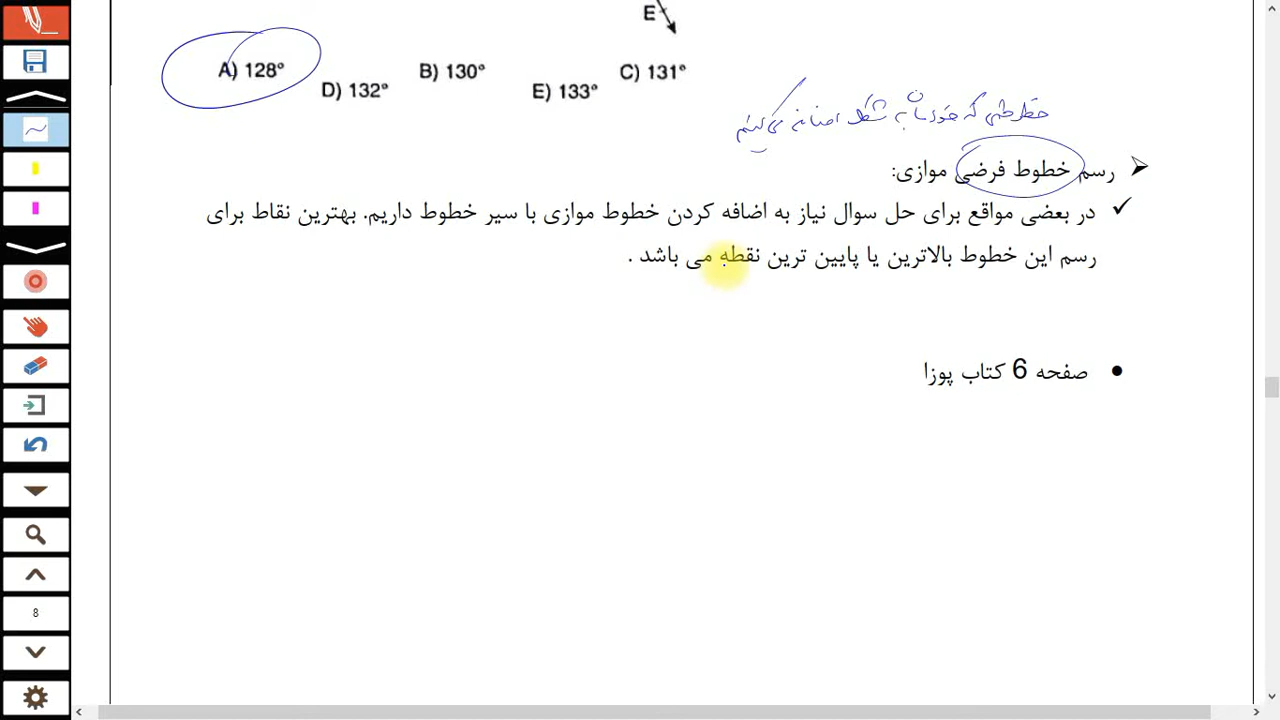 E
A) 128°
B) 130°
C) 131°
D) 132°
E) 133°
خطوطی که خودمان به شکل اضافه می کنیم
رسم خطوط فرضی موازی:
در بعضی مواقع برای حل سوال نیاز به اضافه کردن خطوط موازی با سیر خطوط داریم. بهترین نقاط برای
رسم این خطوط بالاترین یا پایین ترین نقطه می باشد .
صفحه 6 کتاب پوزا
8